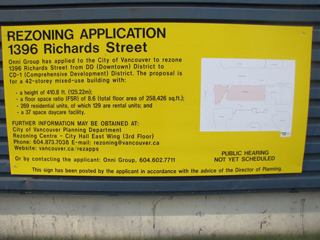 REZONING APPLICATION
1396 Richards Street
Onni Group has applied to the City of Vancouver to rezone
1396 Richards Street from DD (Downtown) District to
CD-1 (Comprehensive Development) District. The proposal is
for a 42-storey mixed-use building with:
- a height of 410.8 ft. (125.22m);
- a floor space ratio (FSR) of 8.6 (total floor area of 258,426 sq.ft.);
- 269 residential units, of which 129 are rental units; and
- a 37 space daycare facility.
FURTHER INFORMATION MAY BE OBTAINED AT:
City of Vancouver Planning Department
Rezoning Centre - City Hall East Wing (3rd Floor)
Phone: 604.873.7038 E-mail: rezoning@vancouver.ca
Website: vancouver.ca/rezapps
Or by contacting the applicant: Onni Group, 604.602.7711
PUBLIC HEARING
NOT YET SCHEDULED
This sign has been posted by the applicant in accordance with the advice of the Director of Planning